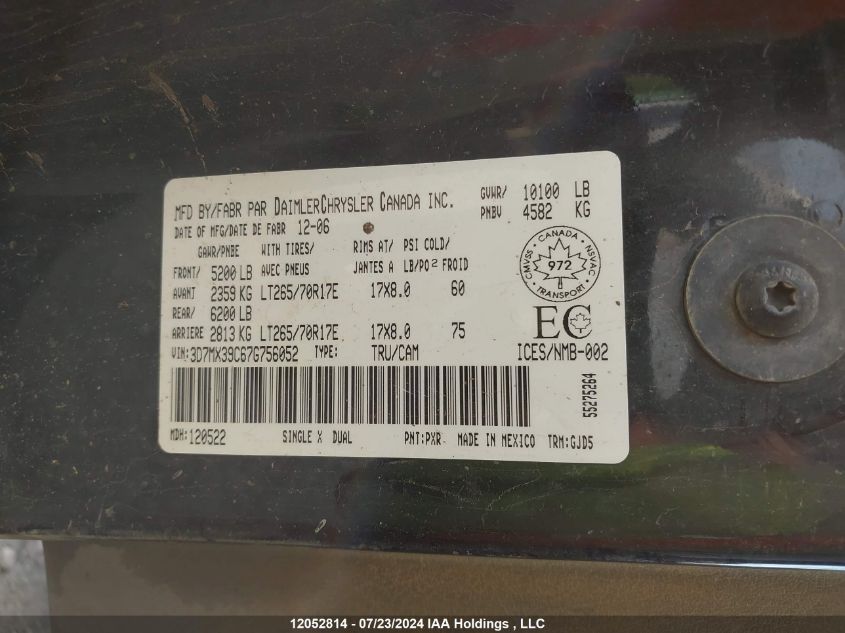 MFD BY/FABR PAR DAIMLERCHRYSLER CANADA INC. GVWR/ 10100 LB
DATE OF MFG/DATE DE FABR 12-06 PNBV 4582 KG
GAWR/PNBE WITH TIRES/ RIMS AT/ PSI COLD/
FRONT/ 5200 LB AVEC PNEUS JANTES A LB/PO2 FROID
AVANT 2359 KG LT265/70R17E 17X8.0 60
REAR/ 6200 LB
ARRIERE 2813 KG LT265/70R17E 17X8.0 75
CANADA
CMVSS 972 NSVAC
TRANSPORT
EC
VIN: 3D7MX39C67G756052 TYPE: TRU/CAM ICES/NMB-002
55275264
MDH: 120522 SINGLE X DUAL PNT: PXR MADE IN MEXICO TRM: GJD5
12052814 - 07/23/2024 IAA Holdings , LLC